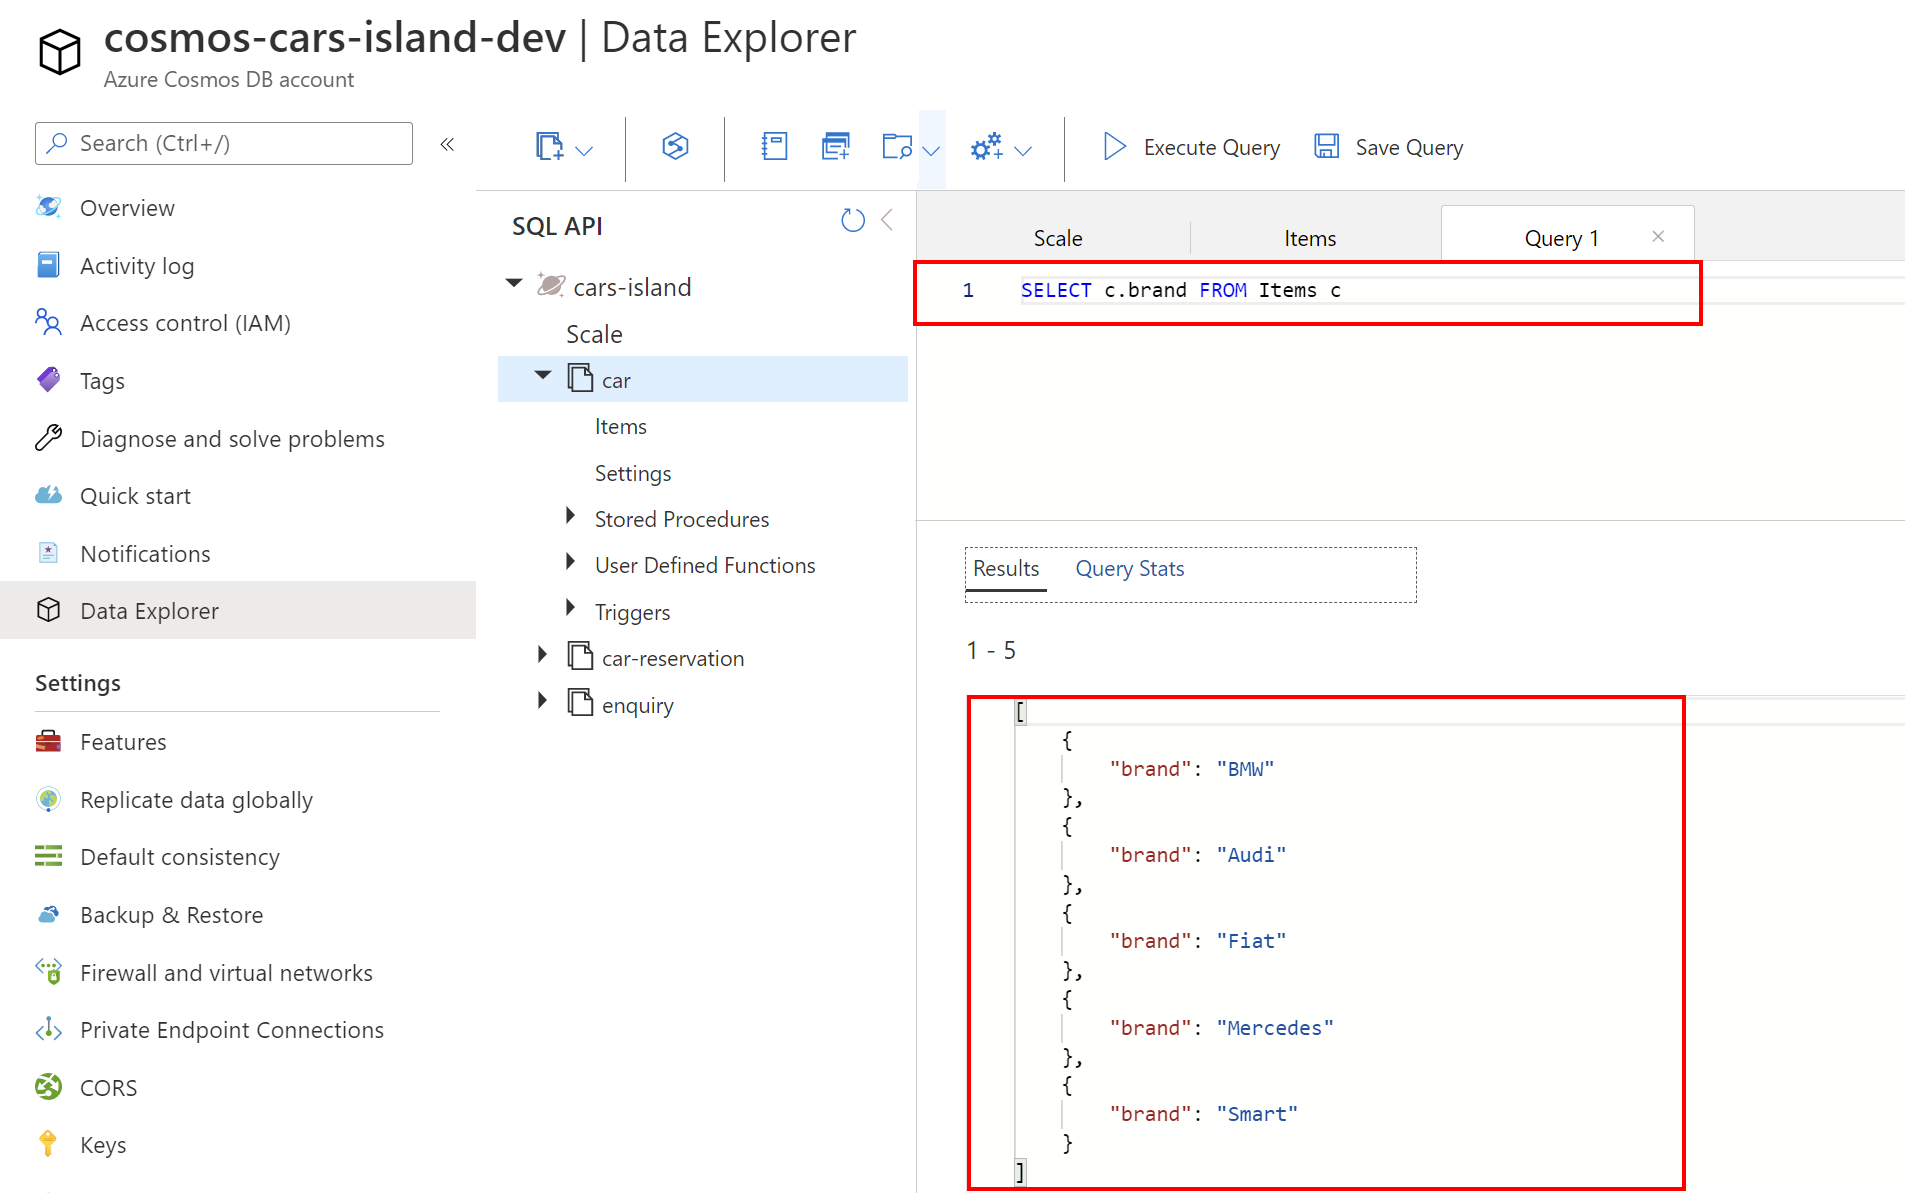 cosmos-cars-island-dev | Data Explorer
Azure Cosmos DB account
Search (Ctrl+/)
«
Overview
Activity log
Access control (IAM)
Tags
Diagnose and solve problems
Quick start
Notifications
Data Explorer
Settings
Features
Replicate data globally
Default consistency
Backup & Restore
Firewall and virtual networks
Private Endpoint Connections
CORS
Keys
Execute Query
Save Query
SQL API
cars-island
Scale
car
Items
Settings
Stored Procedures
User Defined Functions
Triggers
car-reservation
enquiry
Scale
Items
Query 1
1 SELECT c.brand FROM Items c
Results
Query Stats
1 - 5
[
{
"brand": "BMW"
},
{
"brand": "Audi"
},
{
"brand": "Fiat"
},
{
"brand": "Mercedes"
},
{
"brand": "Smart"
}
]